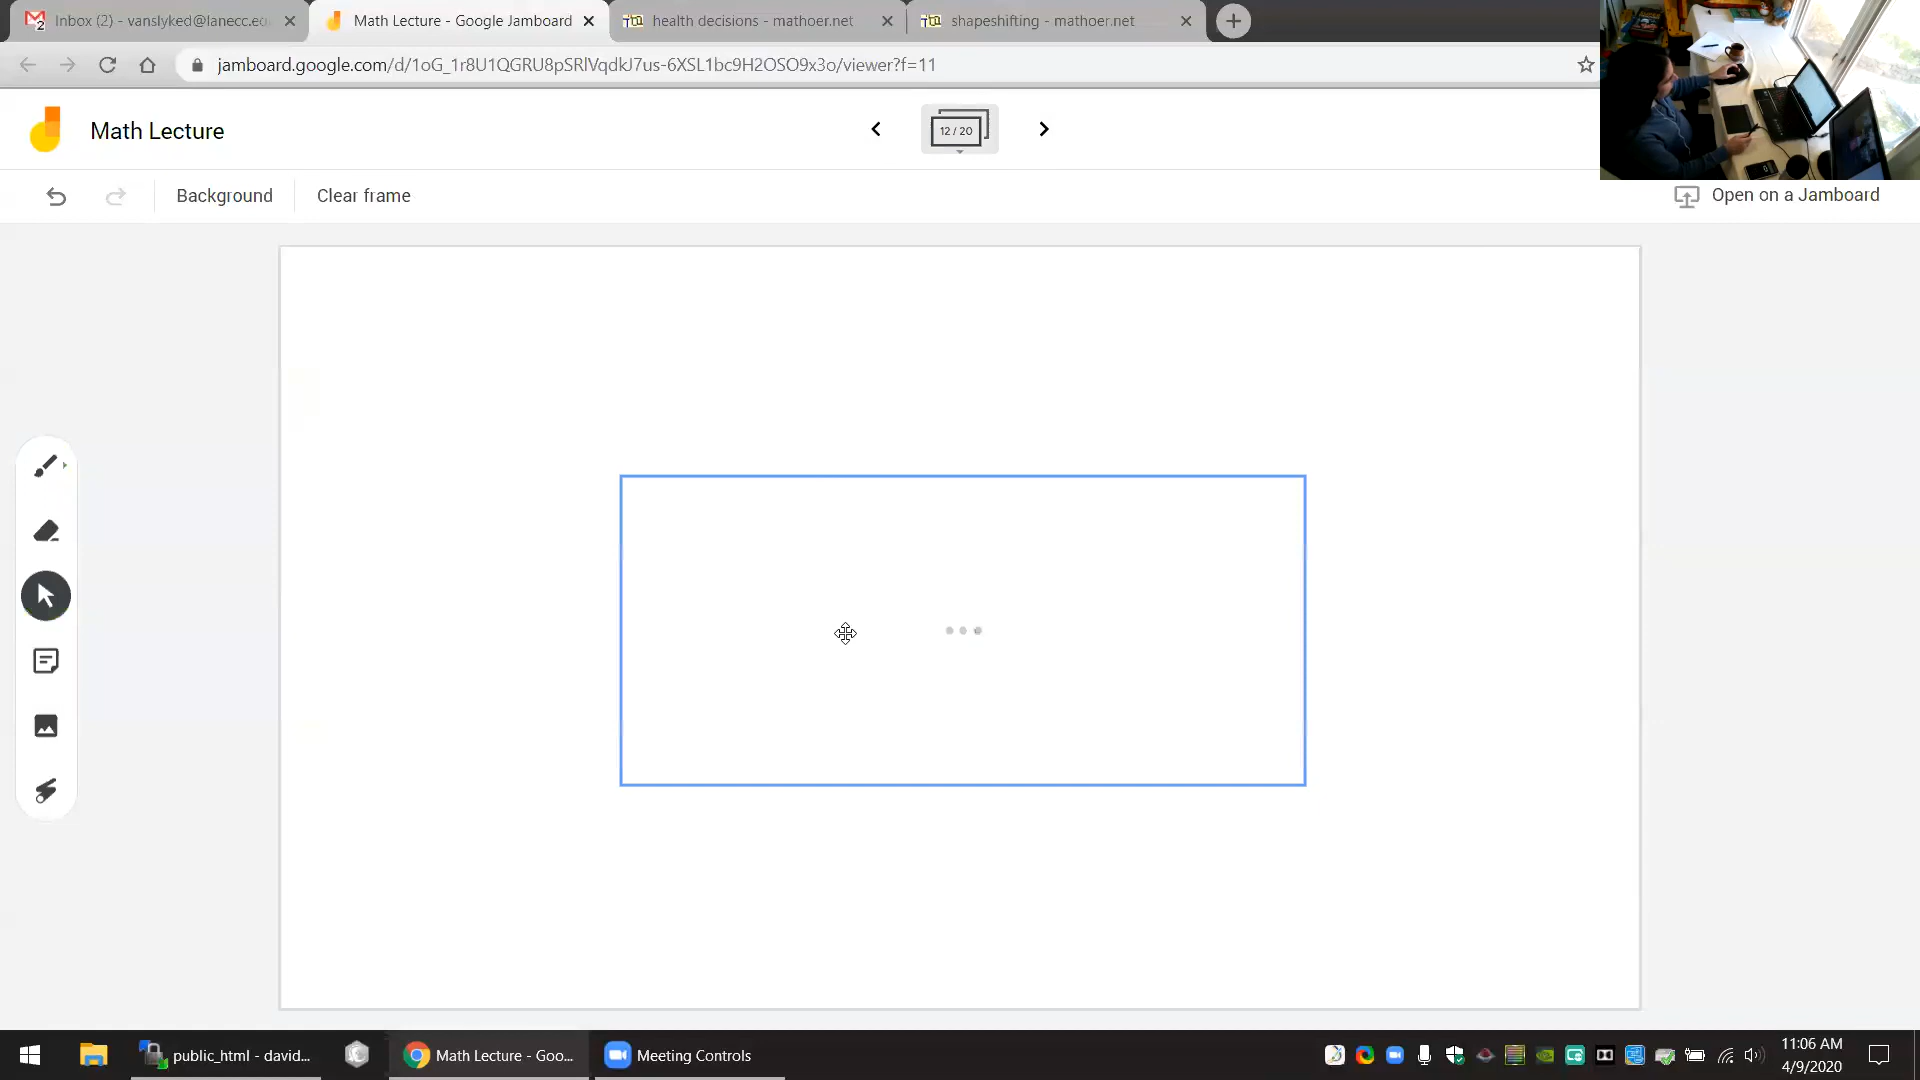 Inbox (2) - vanslyked@lanecc.ed
Math Lecture - Google Jamboard
health decisions - mathoer.net
shapeshifting - mathoer.net
jamboard.google.com/d/1oG_1r8U1QGRU8pSRlVqdkJ7us-6XSL1bc9H2OSO9x3o/viewer?f=11
Math Lecture
12 / 20
Background
Clear frame
Open on a Jamboard
public_html - david...
Math Lecture - Goo...
Meeting Controls
11:06 AM
4/9/2020